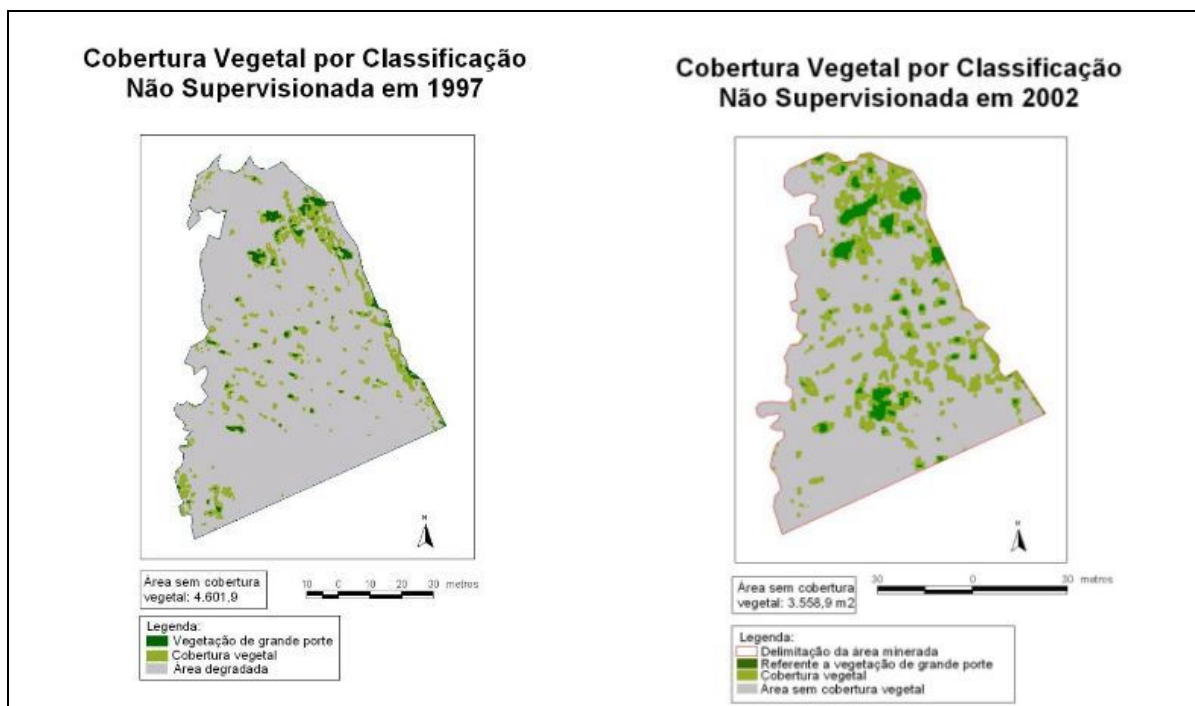 Cobertura Vegetal por Classificação
Não Supervisionada em 1997
N
Área sem cobertura
vegetal: 4.601,9
10 0 10 20 30 metros
Legenda:
Vegetação de grande porte
Cobertura vegetal
Área degradada
Cobertura Vegetal por Classificação
Não Supervisionada em 2002
N
Área sem cobertura
vegetal: 3.558,9 m2
30 0 30 metros
Legenda:
Delimitação da área minerada
Referente a vegetação de grande porte
Cobertura vegetal
Área sem cobertura vegetal